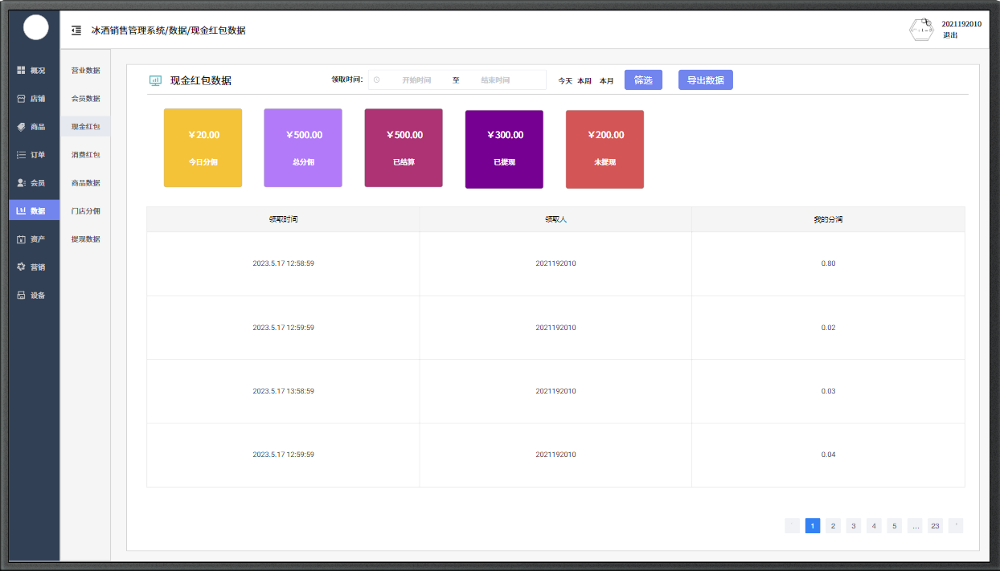 冰酒销售管理系统/数据/现金红包数据
2021192010
退出
概况
店铺
商品
订单
会员
数据
资产
营销
设备
营业数据
会员数据
现金红包
消费红包
商品数据
门店分佣
提现数据
现金红包数据
领取时间: 开始时间 至 结束时间 今天 本周 本月 筛选 导出数据
￥20.00
今日分佣
￥500.00
总分佣
￥500.00
已结算
￥300.00
已提现
￥200.00
未提现
领取时间 领取人 我的分润
2023.5.17 12:58:59 2021192010 0.80
2023.5.17 12:59:59 2021192010 0.02
2023.5.17 13:58:59 2021192010 0.03
2023.5.17 12:59:59 2021192010 0.04
1 2 3 4 5 ... 23